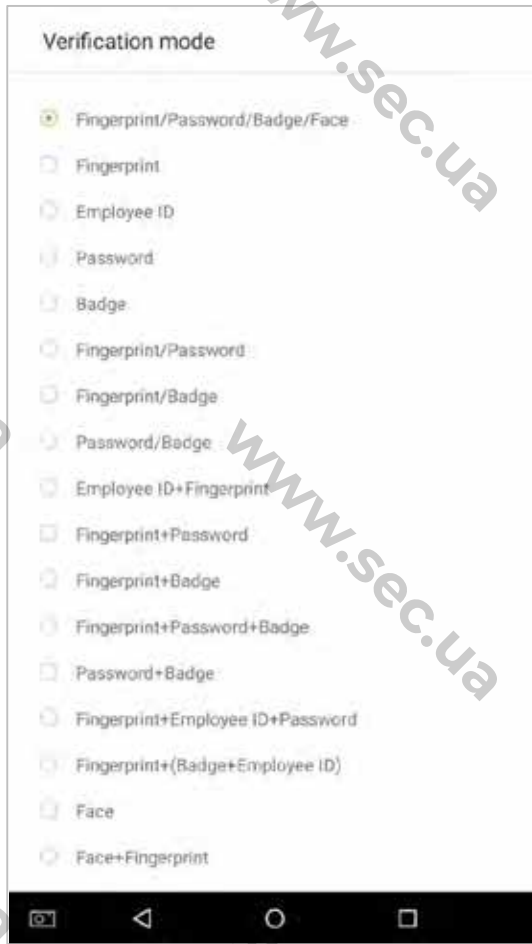 Verification mode
Fingerprint/Password/Badge/Face
Fingerprint
Employee ID
Password
Badge
Fingerprint/Password
Fingerprint/Badge
Password/Badge
Employee ID+Fingerprint
Fingerprint+Password
Fingerprint+Badge
Fingerprint+Password+Badge
Password+Badge
Fingerprint+Employee ID+Password
Fingerprint+(Badge+Employee ID)
Face
Face+Fingerprint
www.sec.ua
www.sec.ua